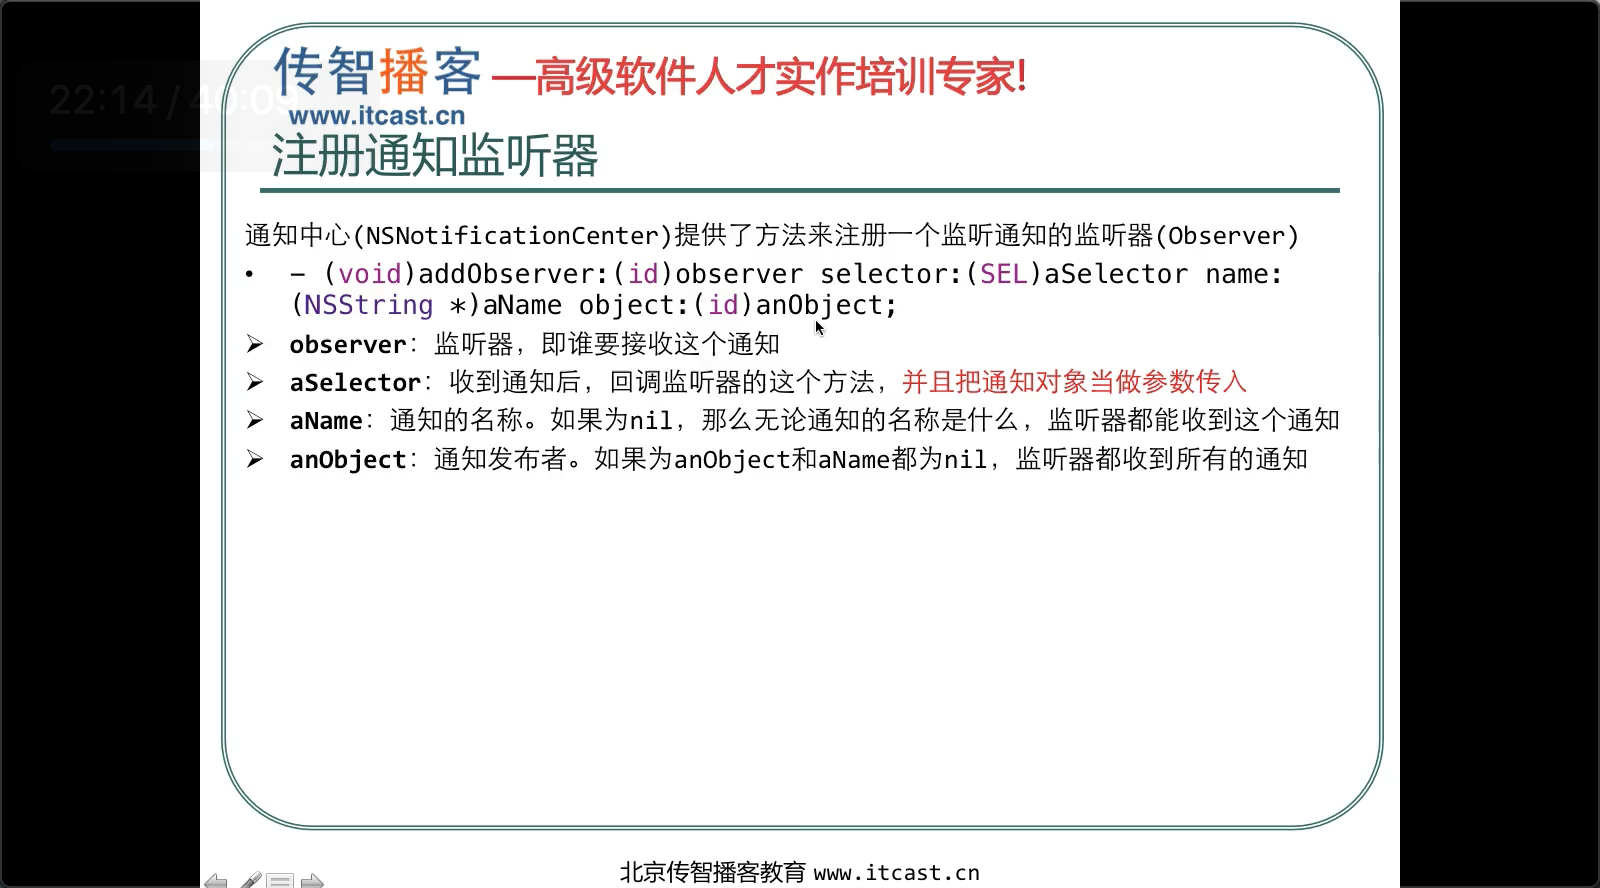 22:14 / 40:09
传智播客 —高级软件人才实作培训专家!
www.itcast.cn
注册通知监听器
通知中心(NSNotificationCenter)提供了方法来注册一个监听通知的监听器(Observer)
• – (void)addObserver:(id)observer selector:(SEL)aSelector name:
(NSString *)aName object:(id)anObject;
➢ observer：监听器，即谁要接收这个通知
➢ aSelector：收到通知后，回调监听器的这个方法，并且把通知对象当做参数传入
➢ aName：通知的名称。如果为nil，那么无论通知的名称是什么，监听器都能收到这个通知
➢ anObject：通知发布者。如果为anObject和aName都为nil，监听器都收到所有的通知
北京传智播客教育 www.itcast.cn